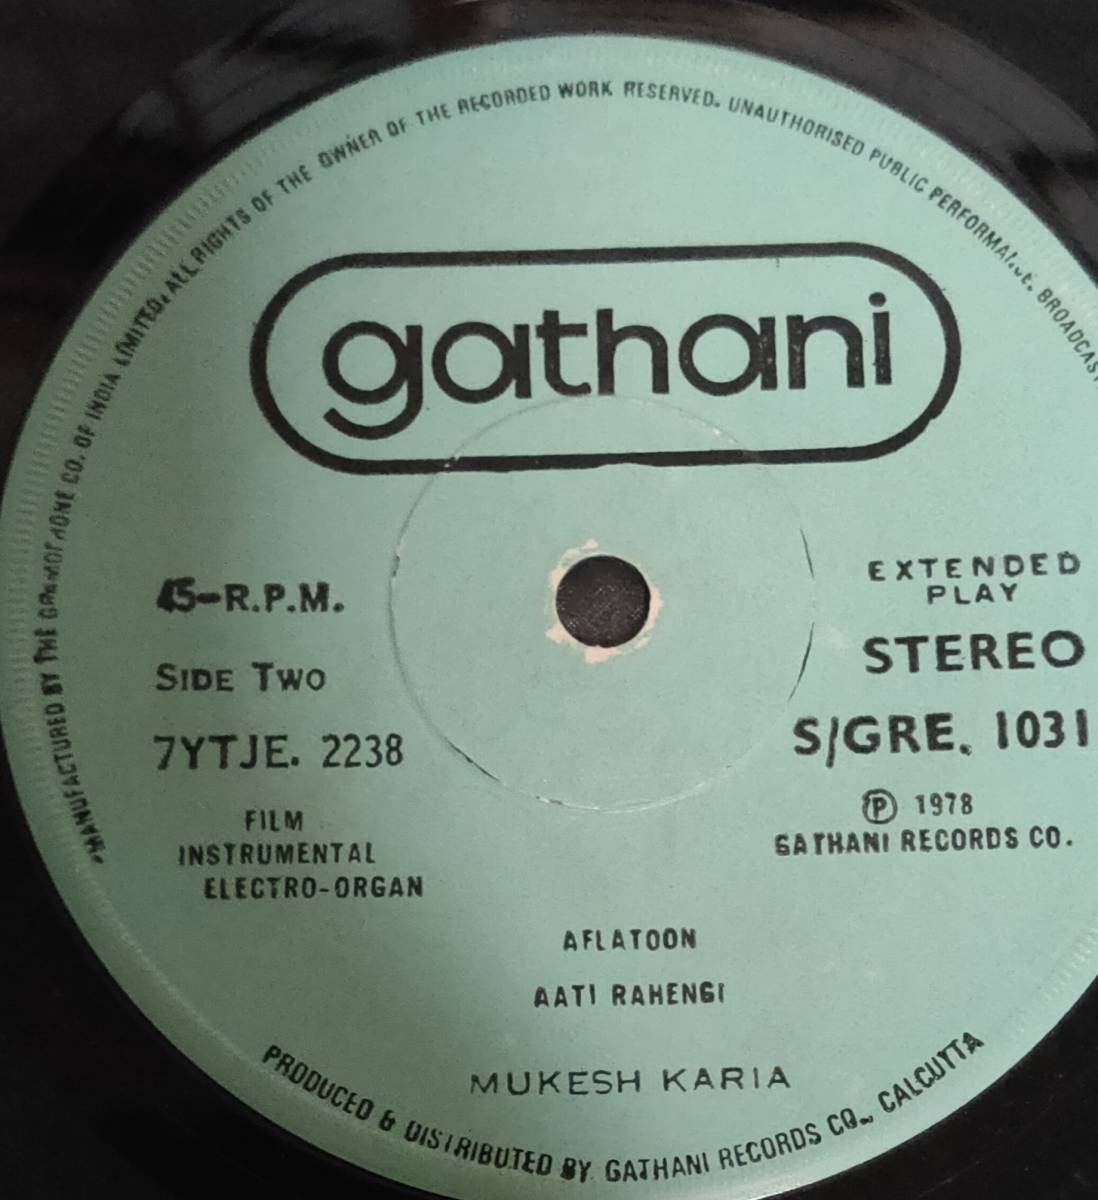 MANUFACTURED BY THE GRAMOPHONE CO. OF INDIA LIMITED. ALL RIGHTS OF THE OWNER OF THE RECORDED WORK RESERVED. UNAUTHORISED PUBLIC PERFORMANCE. BROADCAST
gathani
45-R.P.M.
SIDE TWO
7YTJE. 2238
FILM
INSTRUMENTAL
ELECTRO-ORGAN
EXTENDED
PLAY
STEREO
S/GRE. 1031
Ⓟ 1978
GATHANI RECORDS CO.
AFLATOON
AATI RAHENGI
MUKESH KARIA
PRODUCED & DISTRIBUTED BY GATHANI RECORDS CO., CALCUTTA